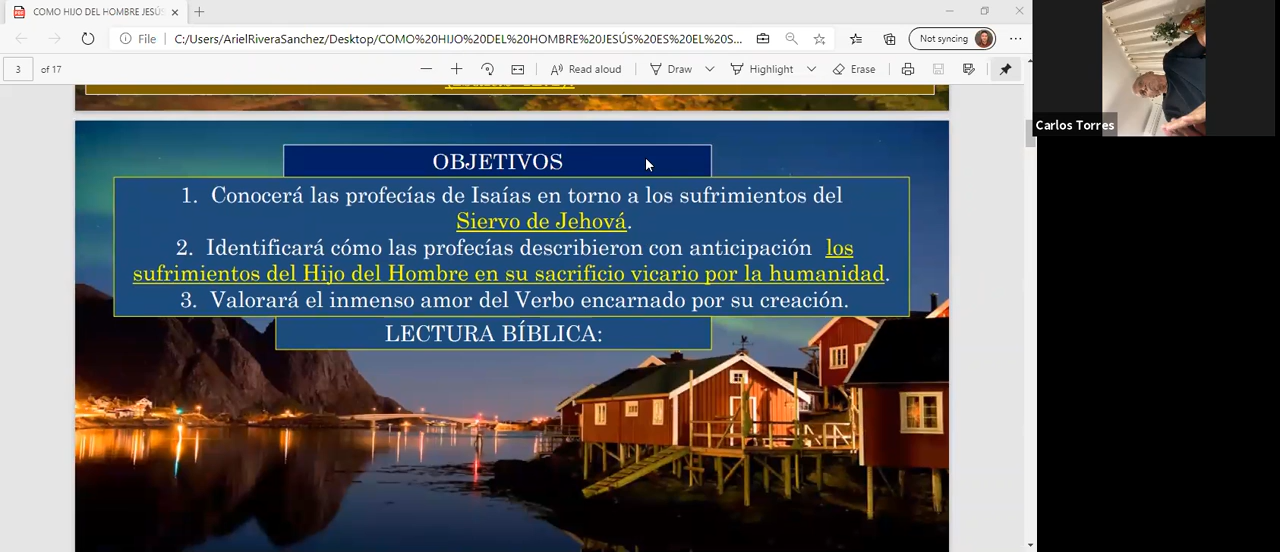 COMO HIJO DEL HOMBRE JESÚS
File
C:/Users/ArielRiveraSanchez/Desktop/COMO%20HIJO%20DEL%20HOMBRE%20JESÚS%20ES%20EL%20S...
Not syncing
3 of 17
Read aloud
Draw
Highlight
Erase
Carlos Torres
OBJETIVOS
1. Conocerá las profecías de Isaías en torno a los sufrimientos del
Siervo de Jehová.
2. Identificará cómo las profecías describieron con anticipación los
sufrimientos del Hijo del Hombre en su sacrificio vicario por la humanidad.
3. Valorará el inmenso amor del Verbo encarnado por su creación.
LECTURA BÍBLICA: